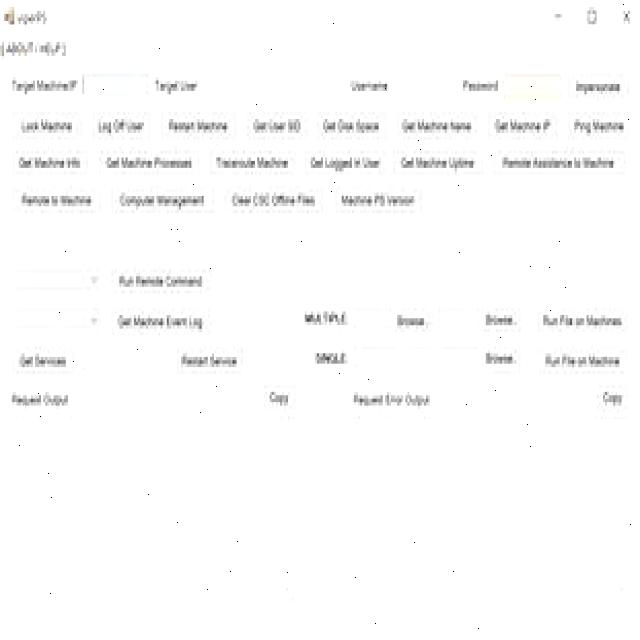 viperPS
[ ABOUT - HELP ]
Target Machine IP Target User Username Password Impersonate
Lock Machine Log Off User Restart Machine Get User SID Get Disk Space Get Machine Name Get Machine IP Ping Machine
Get Machine Info Get Machine Processes Traceroute Machine Get Logged In User Get Machine Uptime Remote Assistance to Machine
Remote to Machine Computer Management Clear CSC Offline Files Machine PS Version
Run Remote Command
Get Machine Event Log MULTIPLE Browse.. Browse.. Run File on Machines
Get Services Restart Service SINGLE Browse.. Run File on Machine
Request Output Copy Request Error Output Copy